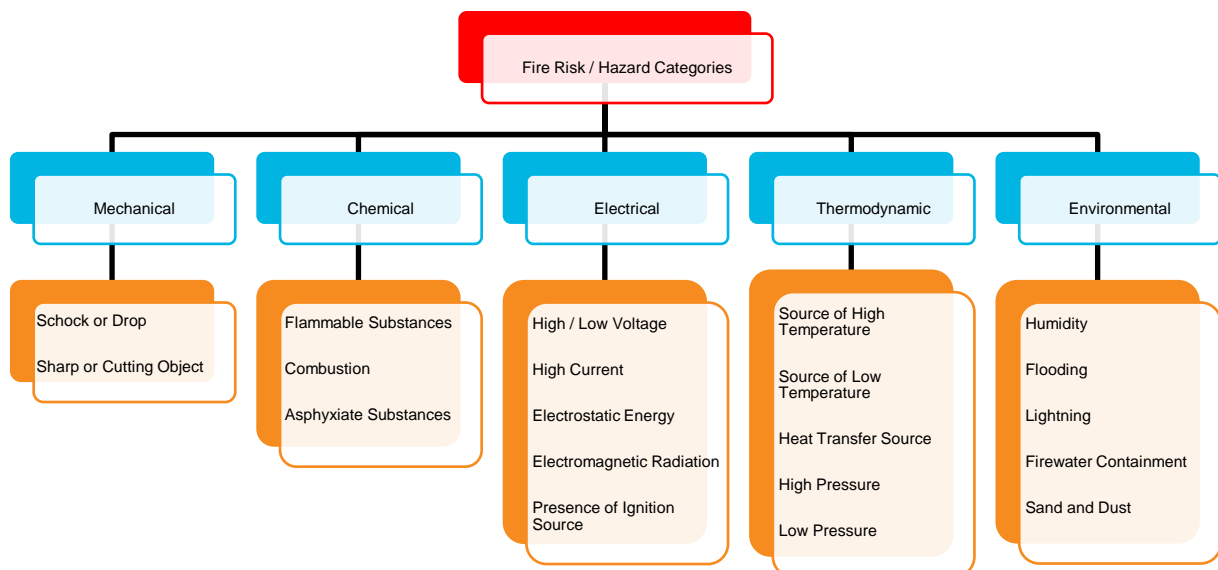 Fire Risk / Hazard Categories
Mechanical
Chemical
Electrical
Thermodynamic
Environmental
Schock or Drop
Sharp or Cutting Object
Flammable Substances
Combustion
Asphyxiate Substances
High / Low Voltage
High Current
Electrostatic Energy
Electromagnetic Radiation
Presence of Ignition
Source
Source of High
Temperature
Source of Low
Temperature
Heat Transfer Source
High Pressure
Low Pressure
Humidity
Flooding
Lightning
Firewater Containment
Sand and Dust